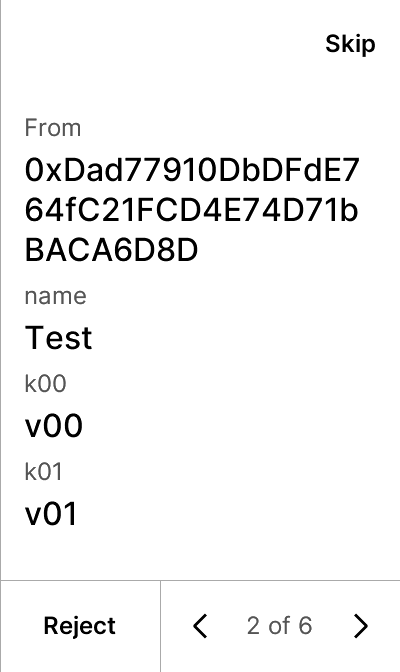 Skip
From
0xDad77910DbDFdE7
64fC21FCD4E74D71b
BACA6D8D
name
Test
k00
v00
k01
v01
Reject
2 of 6